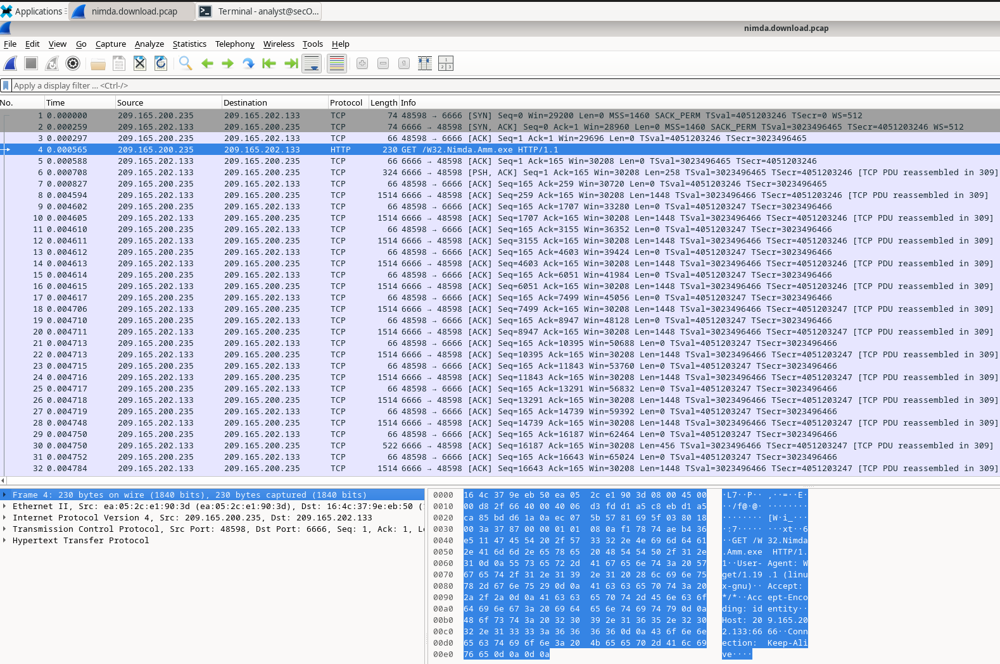 Applications nimda.download.pcap Terminal - analyst@secO...
nimda.download.pcap
File Edit View Go Capture Analyze Statistics Telephony Wireless Tools Help
Apply a display filter ... <Ctrl-/>
No. Time Source Destination Protocol Length Info
1 0.000000 209.165.200.235 209.165.202.133 TCP 74 48598 → 6666 [SYN] Seq=0 Win=29200 Len=0 MSS=1460 SACK_PERM TSval=4051203246 TSecr=0 WS=512
2 0.000259 209.165.202.133 209.165.200.235 TCP 74 6666 → 48598 [SYN, ACK] Seq=0 Ack=1 Win=28960 Len=0 MSS=1460 SACK_PERM TSval=3023496465 TSecr=4051203246 WS=512
3 0.000297 209.165.200.235 209.165.202.133 TCP 66 48598 → 6666 [ACK] Seq=1 Ack=1 Win=29696 Len=0 TSval=4051203246 TSecr=3023496465
4 0.000565 209.165.200.235 209.165.202.133 HTTP 230 GET /W32.Nimda.Amm.exe HTTP/1.1
5 0.000588 209.165.202.133 209.165.200.235 TCP 66 6666 → 48598 [ACK] Seq=1 Ack=165 Win=30208 Len=0 TSval=3023496465 TSecr=4051203246
6 0.000708 209.165.202.133 209.165.200.235 TCP 324 6666 → 48598 [PSH, ACK] Seq=1 Ack=165 Win=30208 Len=258 TSval=3023496465 TSecr=4051203246 [TCP PDU reassembled in 309]
7 0.000827 209.165.200.235 209.165.202.133 TCP 66 48598 → 6666 [ACK] Seq=165 Ack=259 Win=30720 Len=0 TSval=4051203246 TSecr=3023496465
8 0.004594 209.165.202.133 209.165.200.235 TCP 1514 6666 → 48598 [ACK] Seq=259 Ack=165 Win=30208 Len=1448 TSval=3023496466 TSecr=4051203246 [TCP PDU reassembled in 309]
9 0.004602 209.165.200.235 209.165.202.133 TCP 66 48598 → 6666 [ACK] Seq=165 Ack=1707 Win=33280 Len=0 TSval=4051203247 TSecr=3023496466
10 0.004605 209.165.202.133 209.165.200.235 TCP 1514 6666 → 48598 [ACK] Seq=1707 Ack=165 Win=30208 Len=1448 TSval=3023496466 TSecr=4051203246 [TCP PDU reassembled in 309]
11 0.004610 209.165.200.235 209.165.202.133 TCP 66 48598 → 6666 [ACK] Seq=165 Ack=3155 Win=36352 Len=0 TSval=4051203247 TSecr=3023496466
12 0.004611 209.165.202.133 209.165.200.235 TCP 1514 6666 → 48598 [ACK] Seq=3155 Ack=165 Win=30208 Len=1448 TSval=3023496466 TSecr=4051203246 [TCP PDU reassembled in 309]
13 0.004612 209.165.200.235 209.165.202.133 TCP 66 48598 → 6666 [ACK] Seq=165 Ack=4603 Win=39424 Len=0 TSval=4051203247 TSecr=3023496466
14 0.004613 209.165.202.133 209.165.200.235 TCP 1514 6666 → 48598 [ACK] Seq=4603 Ack=165 Win=30208 Len=1448 TSval=3023496466 TSecr=4051203246 [TCP PDU reassembled in 309]
15 0.004614 209.165.200.235 209.165.202.133 TCP 66 48598 → 6666 [ACK] Seq=165 Ack=6051 Win=41984 Len=0 TSval=4051203247 TSecr=3023496466
16 0.004615 209.165.202.133 209.165.200.235 TCP 1514 6666 → 48598 [ACK] Seq=6051 Ack=165 Win=30208 Len=1448 TSval=3023496466 TSecr=4051203246 [TCP PDU reassembled in 309]
17 0.004617 209.165.200.235 209.165.202.133 TCP 66 48598 → 6666 [ACK] Seq=165 Ack=7499 Win=45056 Len=0 TSval=4051203247 TSecr=3023496466
18 0.004706 209.165.202.133 209.165.200.235 TCP 1514 6666 → 48598 [ACK] Seq=7499 Ack=165 Win=30208 Len=1448 TSval=3023496466 TSecr=4051203247 [TCP PDU reassembled in 309]
19 0.004710 209.165.200.235 209.165.202.133 TCP 66 48598 → 6666 [ACK] Seq=165 Ack=8947 Win=48128 Len=0 TSval=4051203247 TSecr=3023496466
20 0.004711 209.165.202.133 209.165.200.235 TCP 1514 6666 → 48598 [ACK] Seq=8947 Ack=165 Win=30208 Len=1448 TSval=3023496466 TSecr=4051203247 [TCP PDU reassembled in 309]
21 0.004713 209.165.200.235 209.165.202.133 TCP 66 48598 → 6666 [ACK] Seq=165 Ack=10395 Win=50688 Len=0 TSval=4051203247 TSecr=3023496466
22 0.004713 209.165.202.133 209.165.200.235 TCP 1514 6666 → 48598 [ACK] Seq=10395 Ack=165 Win=30208 Len=1448 TSval=3023496466 TSecr=4051203247 [TCP PDU reassembled in 309]
23 0.004715 209.165.200.235 209.165.202.133 TCP 66 48598 → 6666 [ACK] Seq=165 Ack=11843 Win=53760 Len=0 TSval=4051203247 TSecr=3023496466
24 0.004716 209.165.202.133 209.165.200.235 TCP 1514 6666 → 48598 [ACK] Seq=11843 Ack=165 Win=30208 Len=1448 TSval=3023496466 TSecr=4051203247 [TCP PDU reassembled in 309]
25 0.004717 209.165.200.235 209.165.202.133 TCP 66 48598 → 6666 [ACK] Seq=165 Ack=13291 Win=56832 Len=0 TSval=4051203247 TSecr=3023496466
26 0.004718 209.165.202.133 209.165.200.235 TCP 1514 6666 → 48598 [ACK] Seq=13291 Ack=165 Win=30208 Len=1448 TSval=3023496466 TSecr=4051203247 [TCP PDU reassembled in 309]
27 0.004719 209.165.200.235 209.165.202.133 TCP 66 48598 → 6666 [ACK] Seq=165 Ack=14739 Win=59392 Len=0 TSval=4051203247 TSecr=3023496466
28 0.004748 209.165.202.133 209.165.200.235 TCP 1514 6666 → 48598 [ACK] Seq=14739 Ack=165 Win=30208 Len=1448 TSval=3023496466 TSecr=4051203247 [TCP PDU reassembled in 309]
29 0.004750 209.165.200.235 209.165.202.133 TCP 66 48598 → 6666 [ACK] Seq=165 Ack=16187 Win=62464 Len=0 TSval=4051203247 TSecr=3023496466
30 0.004750 209.165.202.133 209.165.200.235 TCP 522 6666 → 48598 [ACK] Seq=16187 Ack=165 Win=30208 Len=456 TSval=3023496466 TSecr=4051203247 [TCP PDU reassembled in 309]
31 0.004752 209.165.200.235 209.165.202.133 TCP 66 48598 → 6666 [ACK] Seq=165 Ack=16643 Win=65024 Len=0 TSval=4051203247 TSecr=3023496466
32 0.004784 209.165.202.133 209.165.200.235 TCP 1514 6666 → 48598 [ACK] Seq=16643 Ack=165 Win=30208 Len=1448 TSval=3023496466 TSecr=4051203247 [TCP PDU reassembled in 309]
Frame 4: 230 bytes on wire (1840 bits), 230 bytes captured (1840 bits)
Ethernet II, Src: ea:05:2c:e1:90:3d (ea:05:2c:e1:90:3d), Dst: 16:4c:37:9e:eb:50 (
Internet Protocol Version 4, Src: 209.165.200.235, Dst: 209.165.202.133
Transmission Control Protocol, Src Port: 48598, Dst Port: 6666, Seq: 1, Ack: 1, L
Hypertext Transfer Protocol
0000 16 4c 37 9e eb 50 ea 05 2c e1 90 3d 08 00 45 00 ·L7··P·· ,··=··E·
0010 00 d8 2f 66 40 00 40 06 d3 fd d1 a5 c8 eb d1 a5 ··/f@·@· ········
0020 ca 85 bd d6 1a 0a ec 07 5b 57 81 69 5f 03 80 18 ········ [W·i_···
0030 00 3a 37 87 00 00 01 01 08 0a f1 78 74 ae b4 36 ·:7····· ···xt··6
0040 e5 11 47 45 54 20 2f 57 33 32 2e 4e 69 6d 64 61 ··GET /W 32.Nimda
0050 2e 41 6d 6d 2e 65 78 65 20 48 54 54 50 2f 31 2e .Amm.exe HTTP/1.
0060 31 0d 0a 55 73 65 72 2d 41 67 65 6e 74 3a 20 57 1··User- Agent: W
0070 67 65 74 2f 31 2e 31 39 2e 31 20 28 6c 69 6e 75 get/1.19 .1 (linu
0080 78 2d 67 6e 75 29 0d 0a 41 63 63 65 70 74 3a 20 x-gnu)·· Accept:
0090 2a 2f 2a 0d 0a 41 63 63 65 70 74 2d 45 6e 63 6f */*··Acc ept-Enco
00a0 64 69 6e 67 3a 20 69 64 65 6e 74 69 74 79 0d 0a ding: id entity··
00b0 48 6f 73 74 3a 20 32 30 39 2e 31 36 35 2e 32 30 Host: 20 9.165.20
00c0 32 2e 31 33 33 3a 36 36 36 36 0d 0a 43 6f 6e 6e 2.133:66 66··Conn
00d0 65 63 74 69 6f 6e 3a 20 4b 65 65 70 2d 41 6c 69 ection: Keep-Ali
00e0 76 65 0d 0a 0d 0a ve····